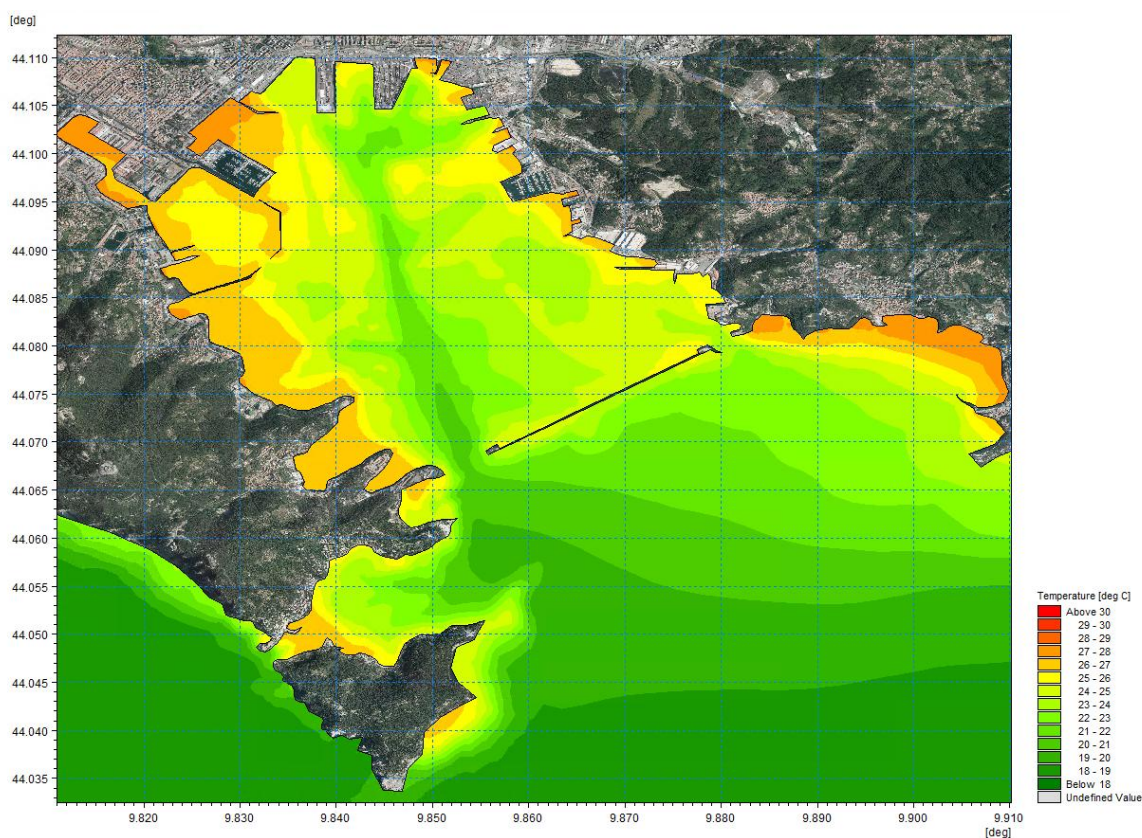 [deg]
44.110
44.105
44.100
44.095
44.090
44.085
44.080
44.075
44.070
44.065
44.060
44.055
44.050
44.045
44.040
44.035
9.820
9.830
9.840
9.850
9.860
9.870
9.880
9.890
9.900
9.910
[deg]
Temperature [deg C]
Above 30
29 - 30
28 - 29
27 - 28
26 - 27
25 - 26
24 - 25
23 - 24
22 - 23
21 - 22
20 - 21
19 - 20
18 - 19
Below 18
Undefined Value